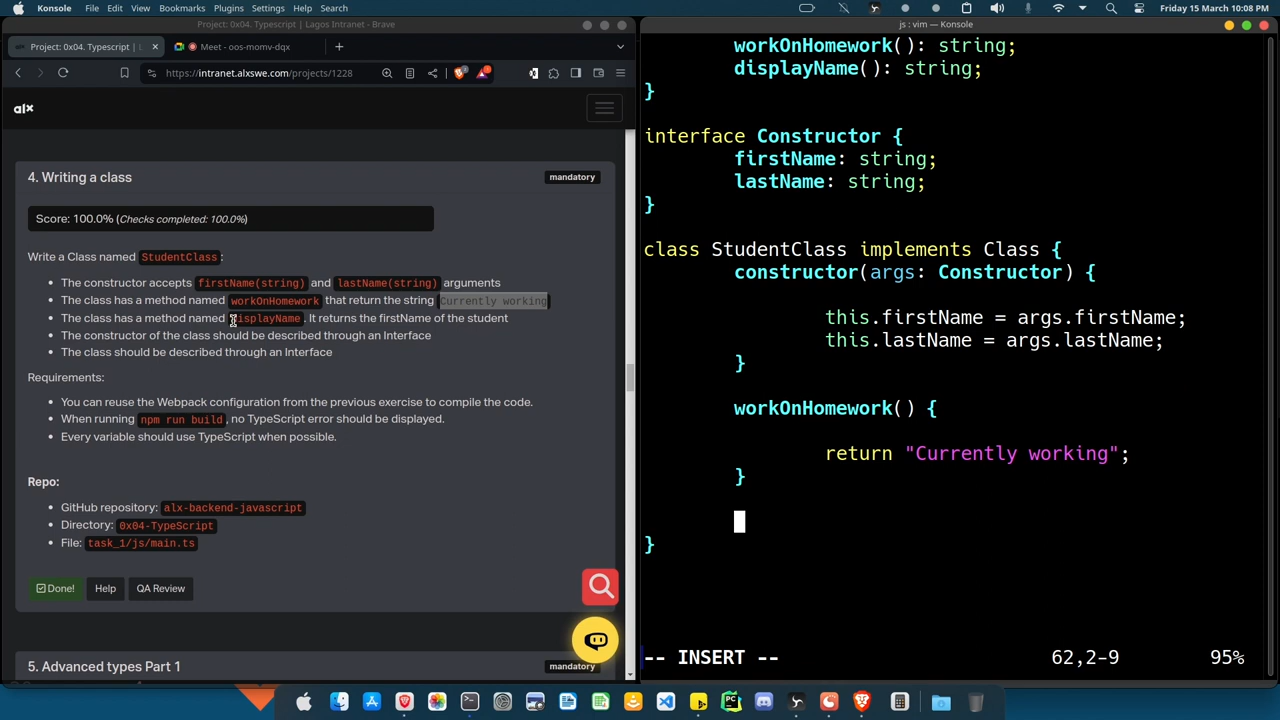 Konsole File Edit View Bookmarks Plugins Settings Help Friday 15 March 10:08 PM
Project: 0x04. Typescript | Lagos Intranet - Brave
js : vim — Konsole
Project: 0x04. Typescript | L
Meet - oos-momv-dqx
https://intranet.alxswe.com/projects/1228
alx
4. Writing a class
mandatory
Score: 100.0% (Checks completed: 100.0%)
Write a Class named StudentClass:
The constructor accepts firstName(string) and lastName(string) arguments
The class has a method named workOnHomework that return the string Currently working
The class has a method named displayName. It returns the firstName of the student
The constructor of the class should be described through an Interface
The class should be described through an Interface
Requirements:
You can reuse the Webpack configuration from the previous exercise to compile the code.
When running npm run build, no TypeScript error should be displayed.
Every variable should use TypeScript when possible.
Repo:
GitHub repository: alx-backend-javascript
Directory: 0x04-TypeScript
File: task_1/js/main.ts
Done! Help QA Review
5. Advanced types Part 1
mandatory
workOnHomework(): string;
displayName(): string;
}
interface Constructor {
firstName: string;
lastName: string;
}
class StudentClass implements Class {
constructor(args: Constructor) {
this.firstName = args.firstName;
this.lastName = args.lastName;
}
workOnHomework() {
return "Currently working";
}
}
-- INSERT -- 62,2-9 95%